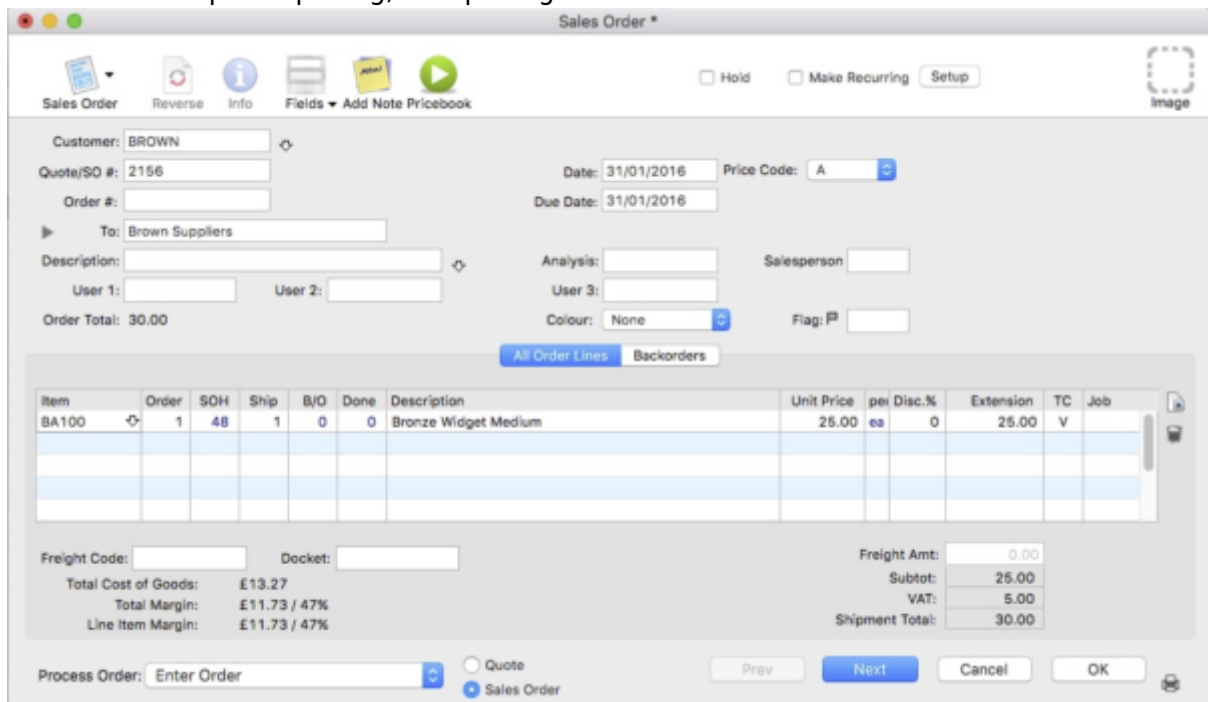 Sales Order *
Hold Make Recurring Setup
Sales Order Reverse Info Fields Add Note Pricebook Image
Customer: BROWN
Quote/SO #: 2156 Date: 31/01/2016 Price Code: A
Order #: Due Date: 31/01/2016
To: Brown Suppliers
Description: Analysis: Salesperson
User 1: User 2: User 3:
Order Total: 30.00 Colour: None Flag:
All Order Lines Backorders
Item Order SOH Ship B/O Done Description Unit Price per Disc.% Extension TC Job
BA100 1 48 1 0 0 Bronze Widget Medium 25.00 ea 0 25.00 V
Freight Code: Docket: Freight Amt: 0.00
Total Cost of Goods: £13.27 Subtot: 25.00
Total Margin: £11.73 / 47% VAT: 5.00
Line Item Margin: £11.73 / 47% Shipment Total: 30.00
Process Order: Enter Order Quote Prev Next Cancel OK
Sales Order